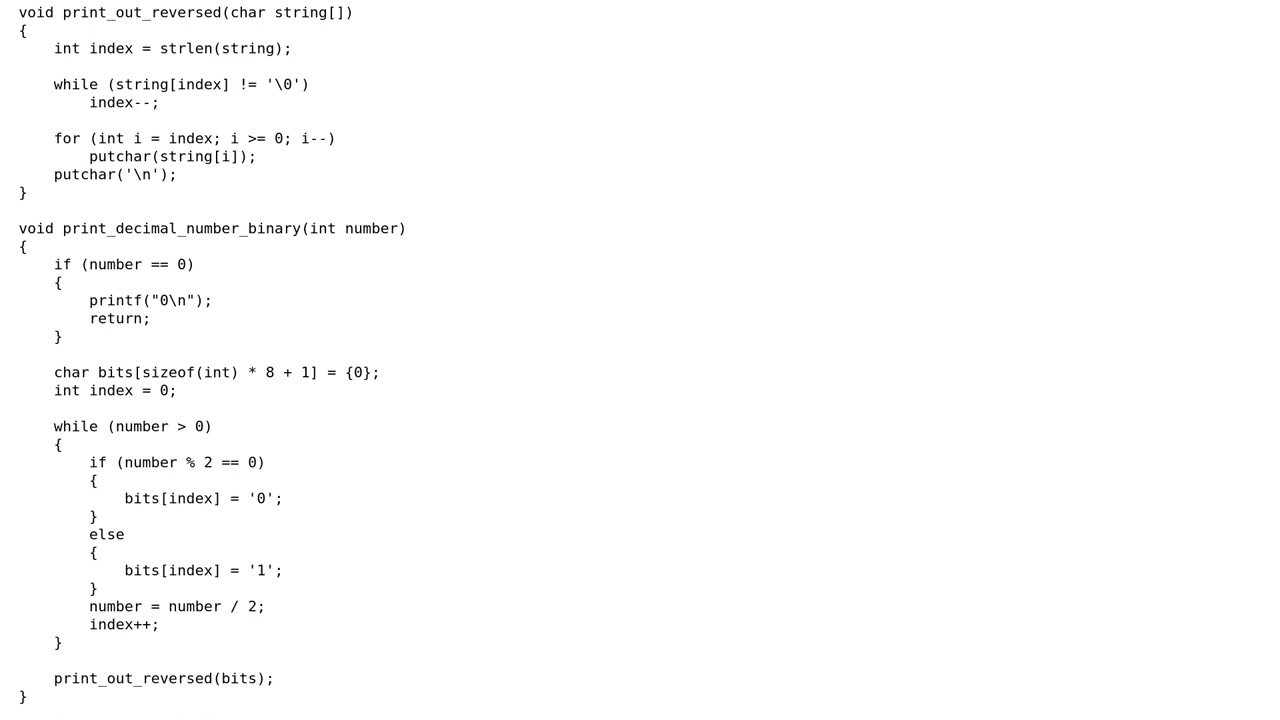 void print_out_reversed(char string[])
{
    int index = strlen(string);

    while (string[index] != '\0')
        index--;

    for (int i = index; i >= 0; i--)
        putchar(string[i]);
    putchar('\n');
}

void print_decimal_number_binary(int number)
{
    if (number == 0)
    {
        printf("0\n");
        return;
    }

    char bits[sizeof(int) * 8 + 1] = {0};
    int index = 0;

    while (number > 0)
    {
        if (number % 2 == 0)
        {
            bits[index] = '0';
        }
        else
        {
            bits[index] = '1';
        }
        number = number / 2;
        index++;
    }

    print_out_reversed(bits);
}